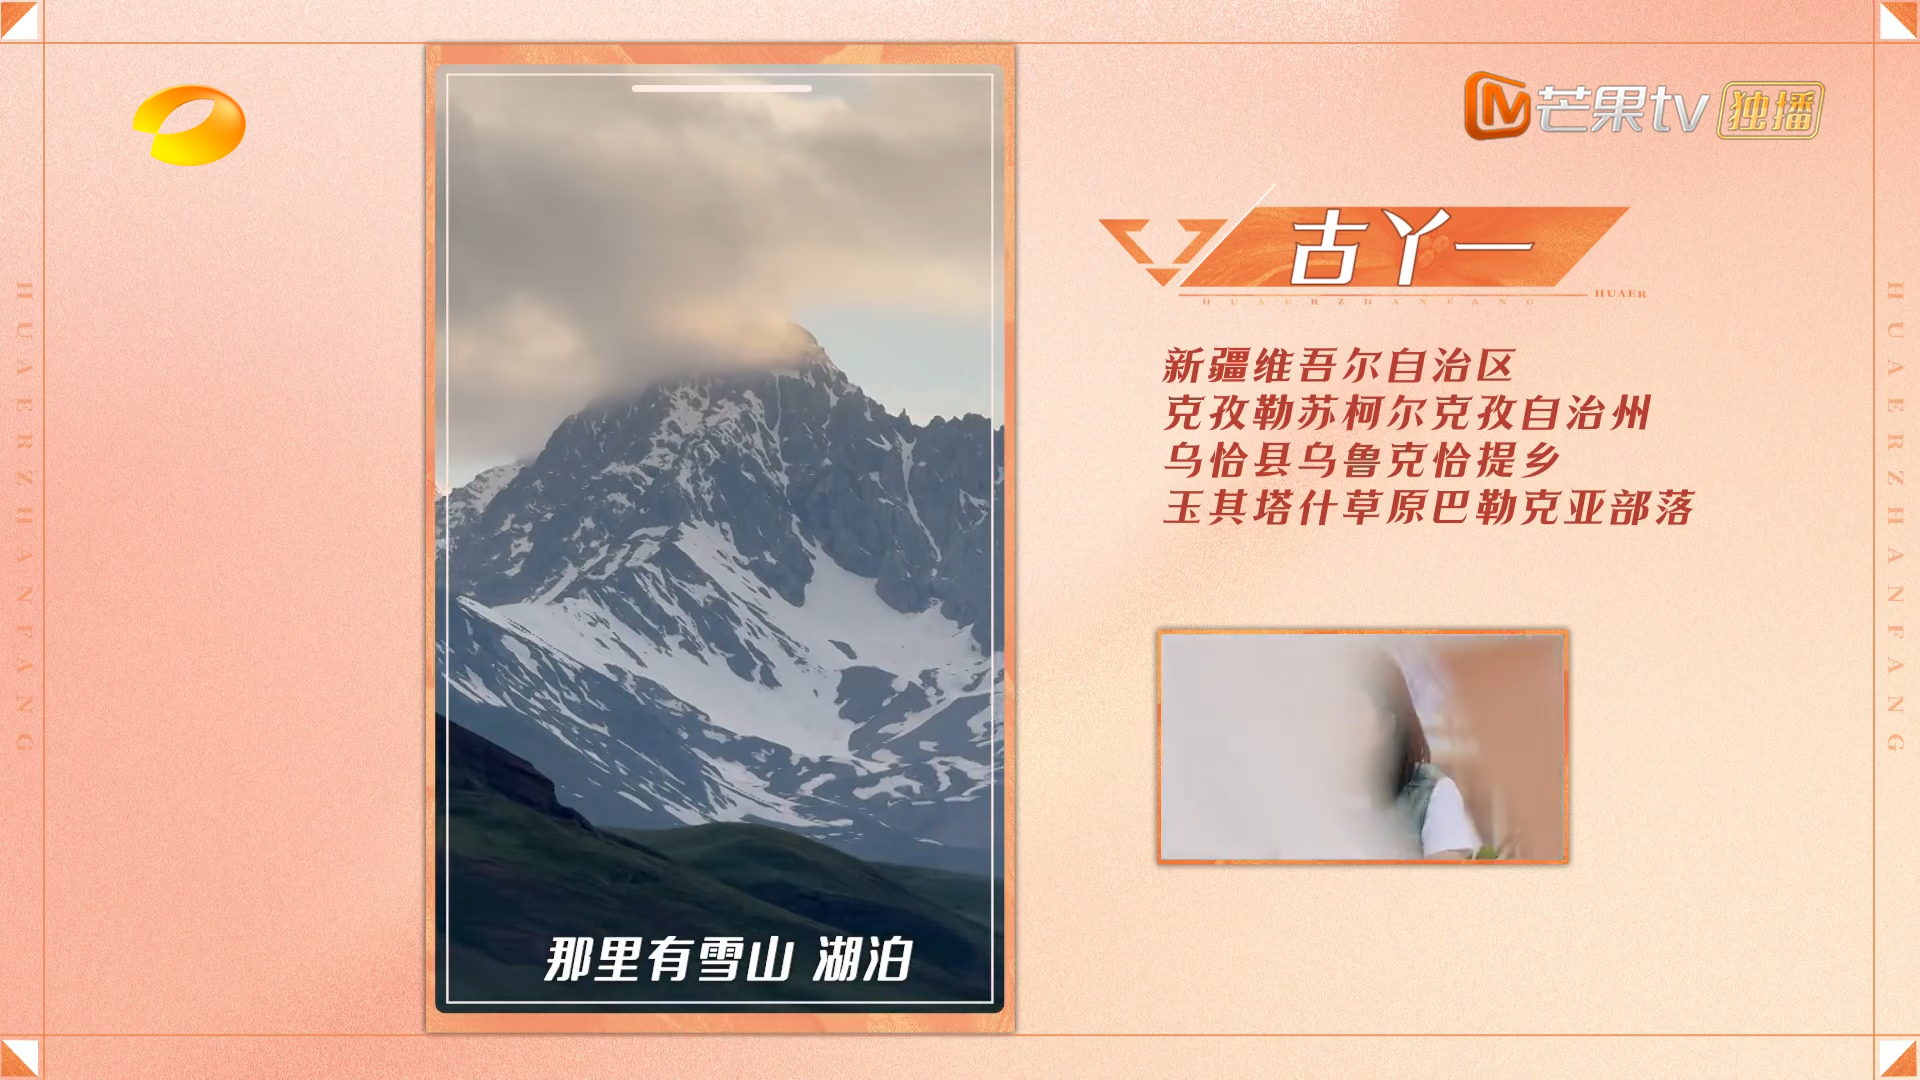 芒果tv 独播
古丫一
HUAERZHANFANG
HUAER
新疆维吾尔自治区
克孜勒苏柯尔克孜自治州
乌恰县乌鲁克恰提乡
玉其塔什草原巴勒克亚部落
那里有雪山 湖泊
HUAERZHANFANG
HUAERZHANFANG